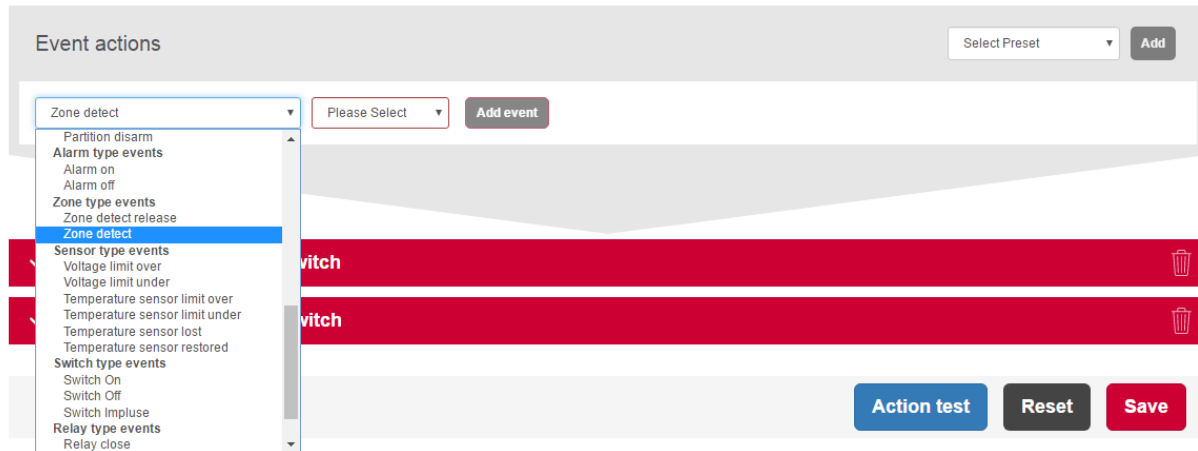 Event actions
Select Preset
Add
Zone detect
Please Select
Add event
Partition disarm
Alarm type events
Alarm on
Alarm off
Zone type events
Zone detect release
Zone detect
Sensor type events
Voltage limit over
Voltage limit under
Temperature sensor limit over
Temperature sensor limit under
Temperature sensor lost
Temperature sensor restored
Switch type events
Switch On
Switch Off
Switch Impluse
Relay type events
Relay close
witch
witch
Action test
Reset
Save